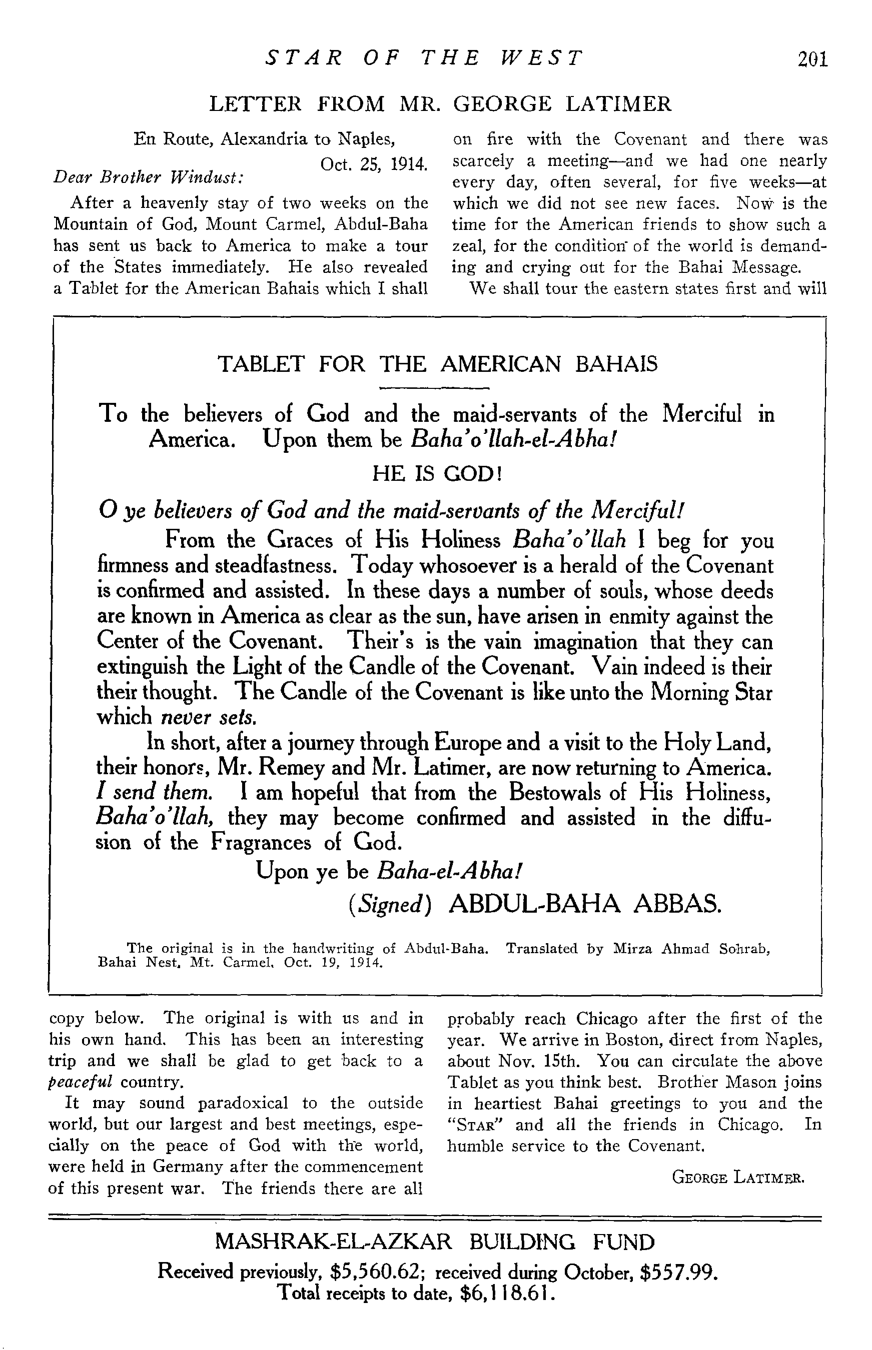 STAR OF THE WEST 201
LETTER FROM MR. GEORGE LATIMER
En Route, Alexandria to Naples,
Oct. 25, 1914.
Dear Brother Windust:
After a heavenly stay of two weeks on the
Mountain of God, Mount Carmel, Abdul-Baha
has sent us back to America to make a tour
of the States immediately. He also revealed
a Tablet for the American Bahais which I shall
on fire with the Covenant and there was
scarcely a meeting—and we had one nearly
every day, often several, for five weeks—at
which we did not see new faces. Now is the
time for the American friends to show such a
zeal, for the condition of the world is demand-
ing and crying out for the Bahai Message.
We shall tour the eastern states first and will
TABLET FOR THE AMERICAN BAHAIS
To the believers of God and the maid-servants of the Merciful in
America. Upon them be Baha'o'llah-el-Abha!
HE IS GOD!
O ye believers of God and the maid-servants of the Merciful!
From the Graces of His Holiness Baha'o'llah I beg for you
firmness and steadfastness. Today whosoever is a herald of the Covenant
is confirmed and assisted. In these days a number of souls, whose deeds
are known in America as clear as the sun, have arisen in enmity against the
Center of the Covenant. Their's is the vain imagination that they can
extinguish the Light of the Candle of the Covenant. Vain indeed is their
their thought. The Candle of the Covenant is like unto the Morning Star
which never sets.
In short, after a journey through Europe and a visit to the Holy Land,
their honors, Mr. Remey and Mr. Latimer, are now returning to America.
I send them. I am hopeful that from the Bestowals of His Holiness,
Baha'o'llah, they may become confirmed and assisted in the diffu-
sion of the Fragrances of God.
Upon ye be Baha-el-Abha!
(Signed) ABDUL-BAHA ABBAS.
The original is in the handwriting of Abdul-Baha. Translated by Mirza Ahmad Sohrab,
Bahai Nest, Mt. Carmel, Oct. 19, 1914.
copy below. The original is with us and in
his own hand. This has been an interesting
trip and we shall be glad to get back to a
peaceful country.
It may sound paradoxical to the outside
world, but our largest and best meetings, espe-
cially on the peace of God with the world,
were held in Germany after the commencement
of this present war. The friends there are all
probably reach Chicago after the first of the
year. We arrive in Boston, direct from Naples,
about Nov. 15th. You can circulate the above
Tablet as you think best. Brother Mason joins
in heartiest Bahai greetings to you and the
"STAR" and all the friends in Chicago. In
humble service to the Covenant.
GEORGE LATIMER.
MASHRAK-EL-AZKAR BUILDING FUND
Received previously, $5,560.62; received during October, $557.99.
Total receipts to date, $6,118.61.